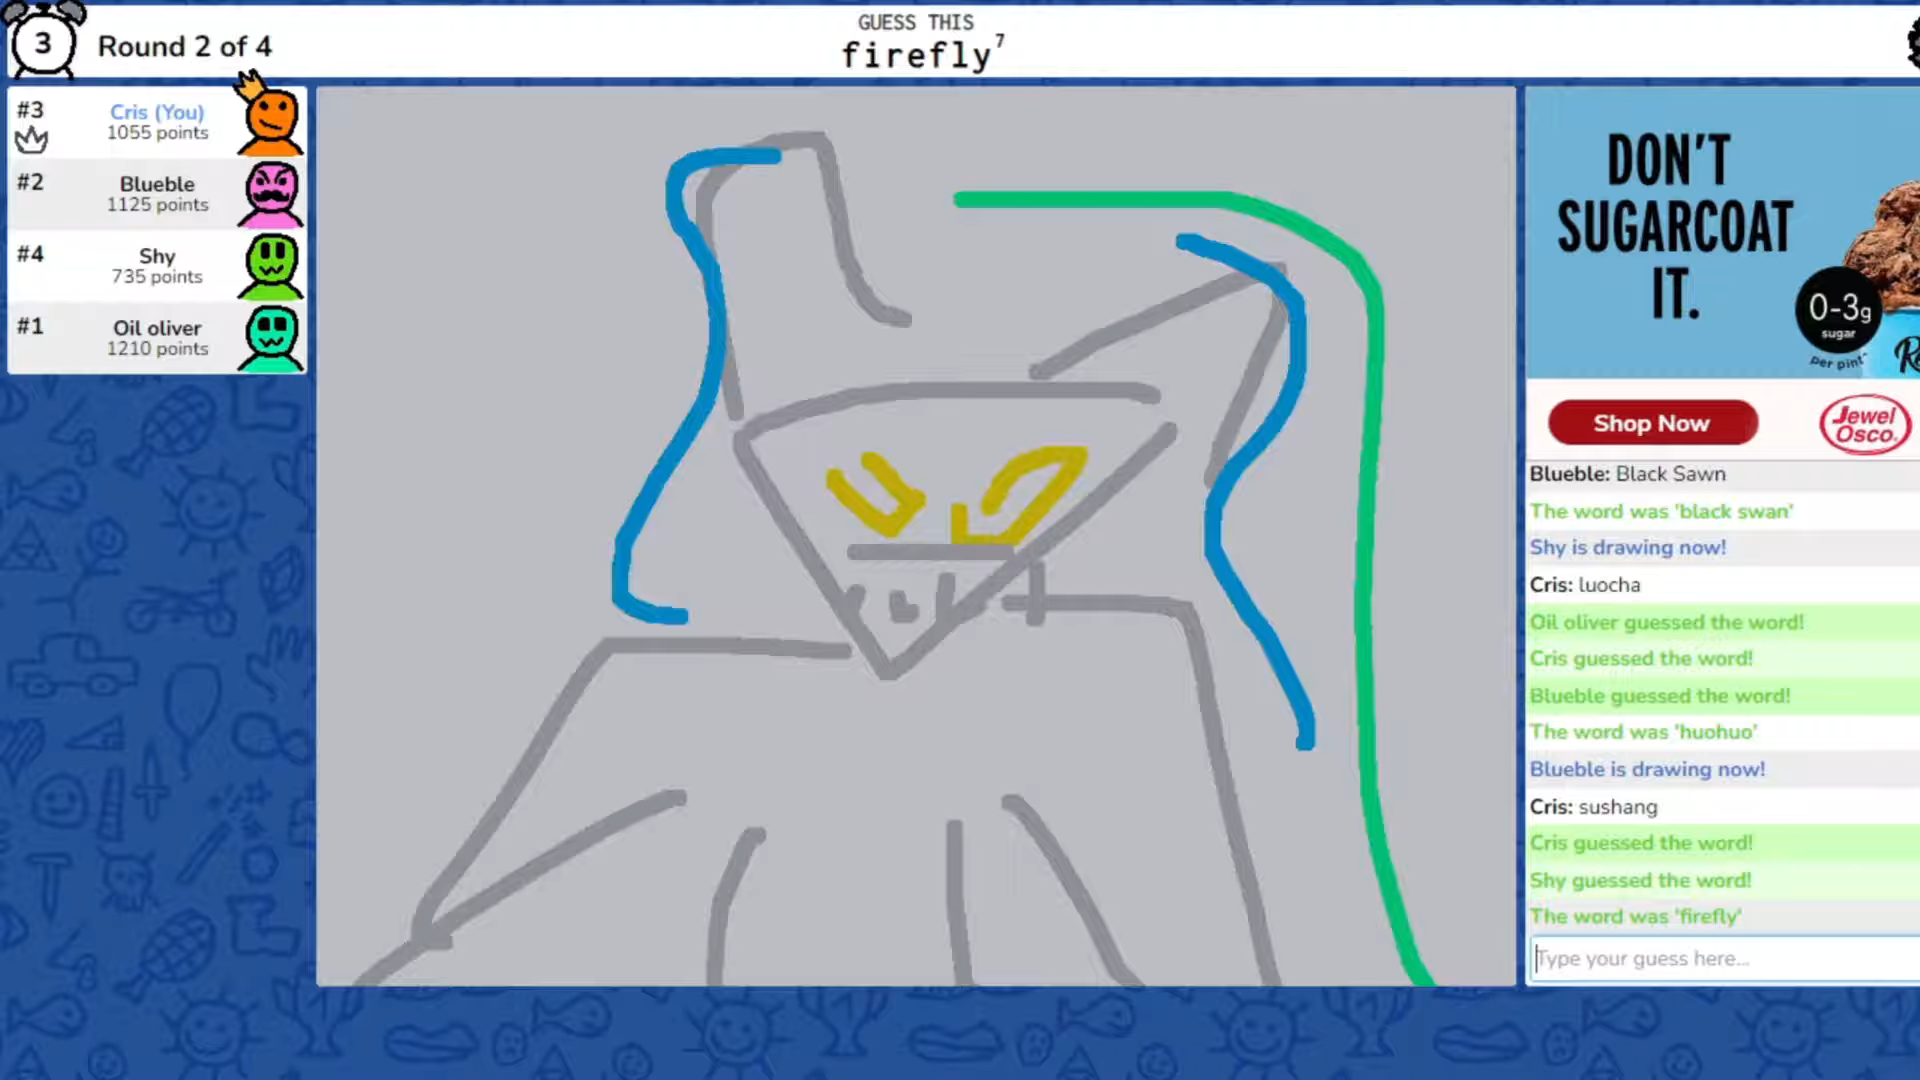 3
Round 2 of 4
GUESS THIS
firefly7
#3
Cris (You)
1055 points
#2
Blueble
1125 points
#4
Shy
735 points
#1
Oil oliver
1210 points
DON'T
SUGARCOAT
IT.
0-3g
sugar
per pint^
Shop Now
Jewel
Osco.
Blueble: Black Sawn
The word was 'black swan'
Shy is drawing now!
Cris: luocha
Oil oliver guessed the word!
Cris guessed the word!
Blueble guessed the word!
The word was 'huohuo'
Blueble is drawing now!
Cris: sushang
Cris guessed the word!
Shy guessed the word!
The word was 'firefly'
Type your guess here...